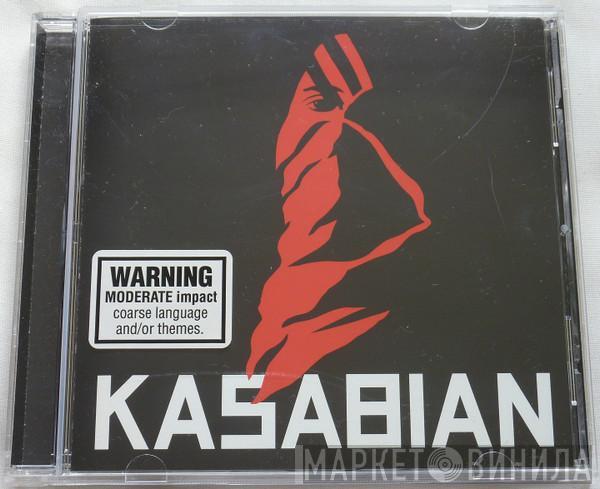 WARNING
MODERATE impact
coarse language
and/or themes.
KASABIAN
МАРКЕТ ВИНИЛА